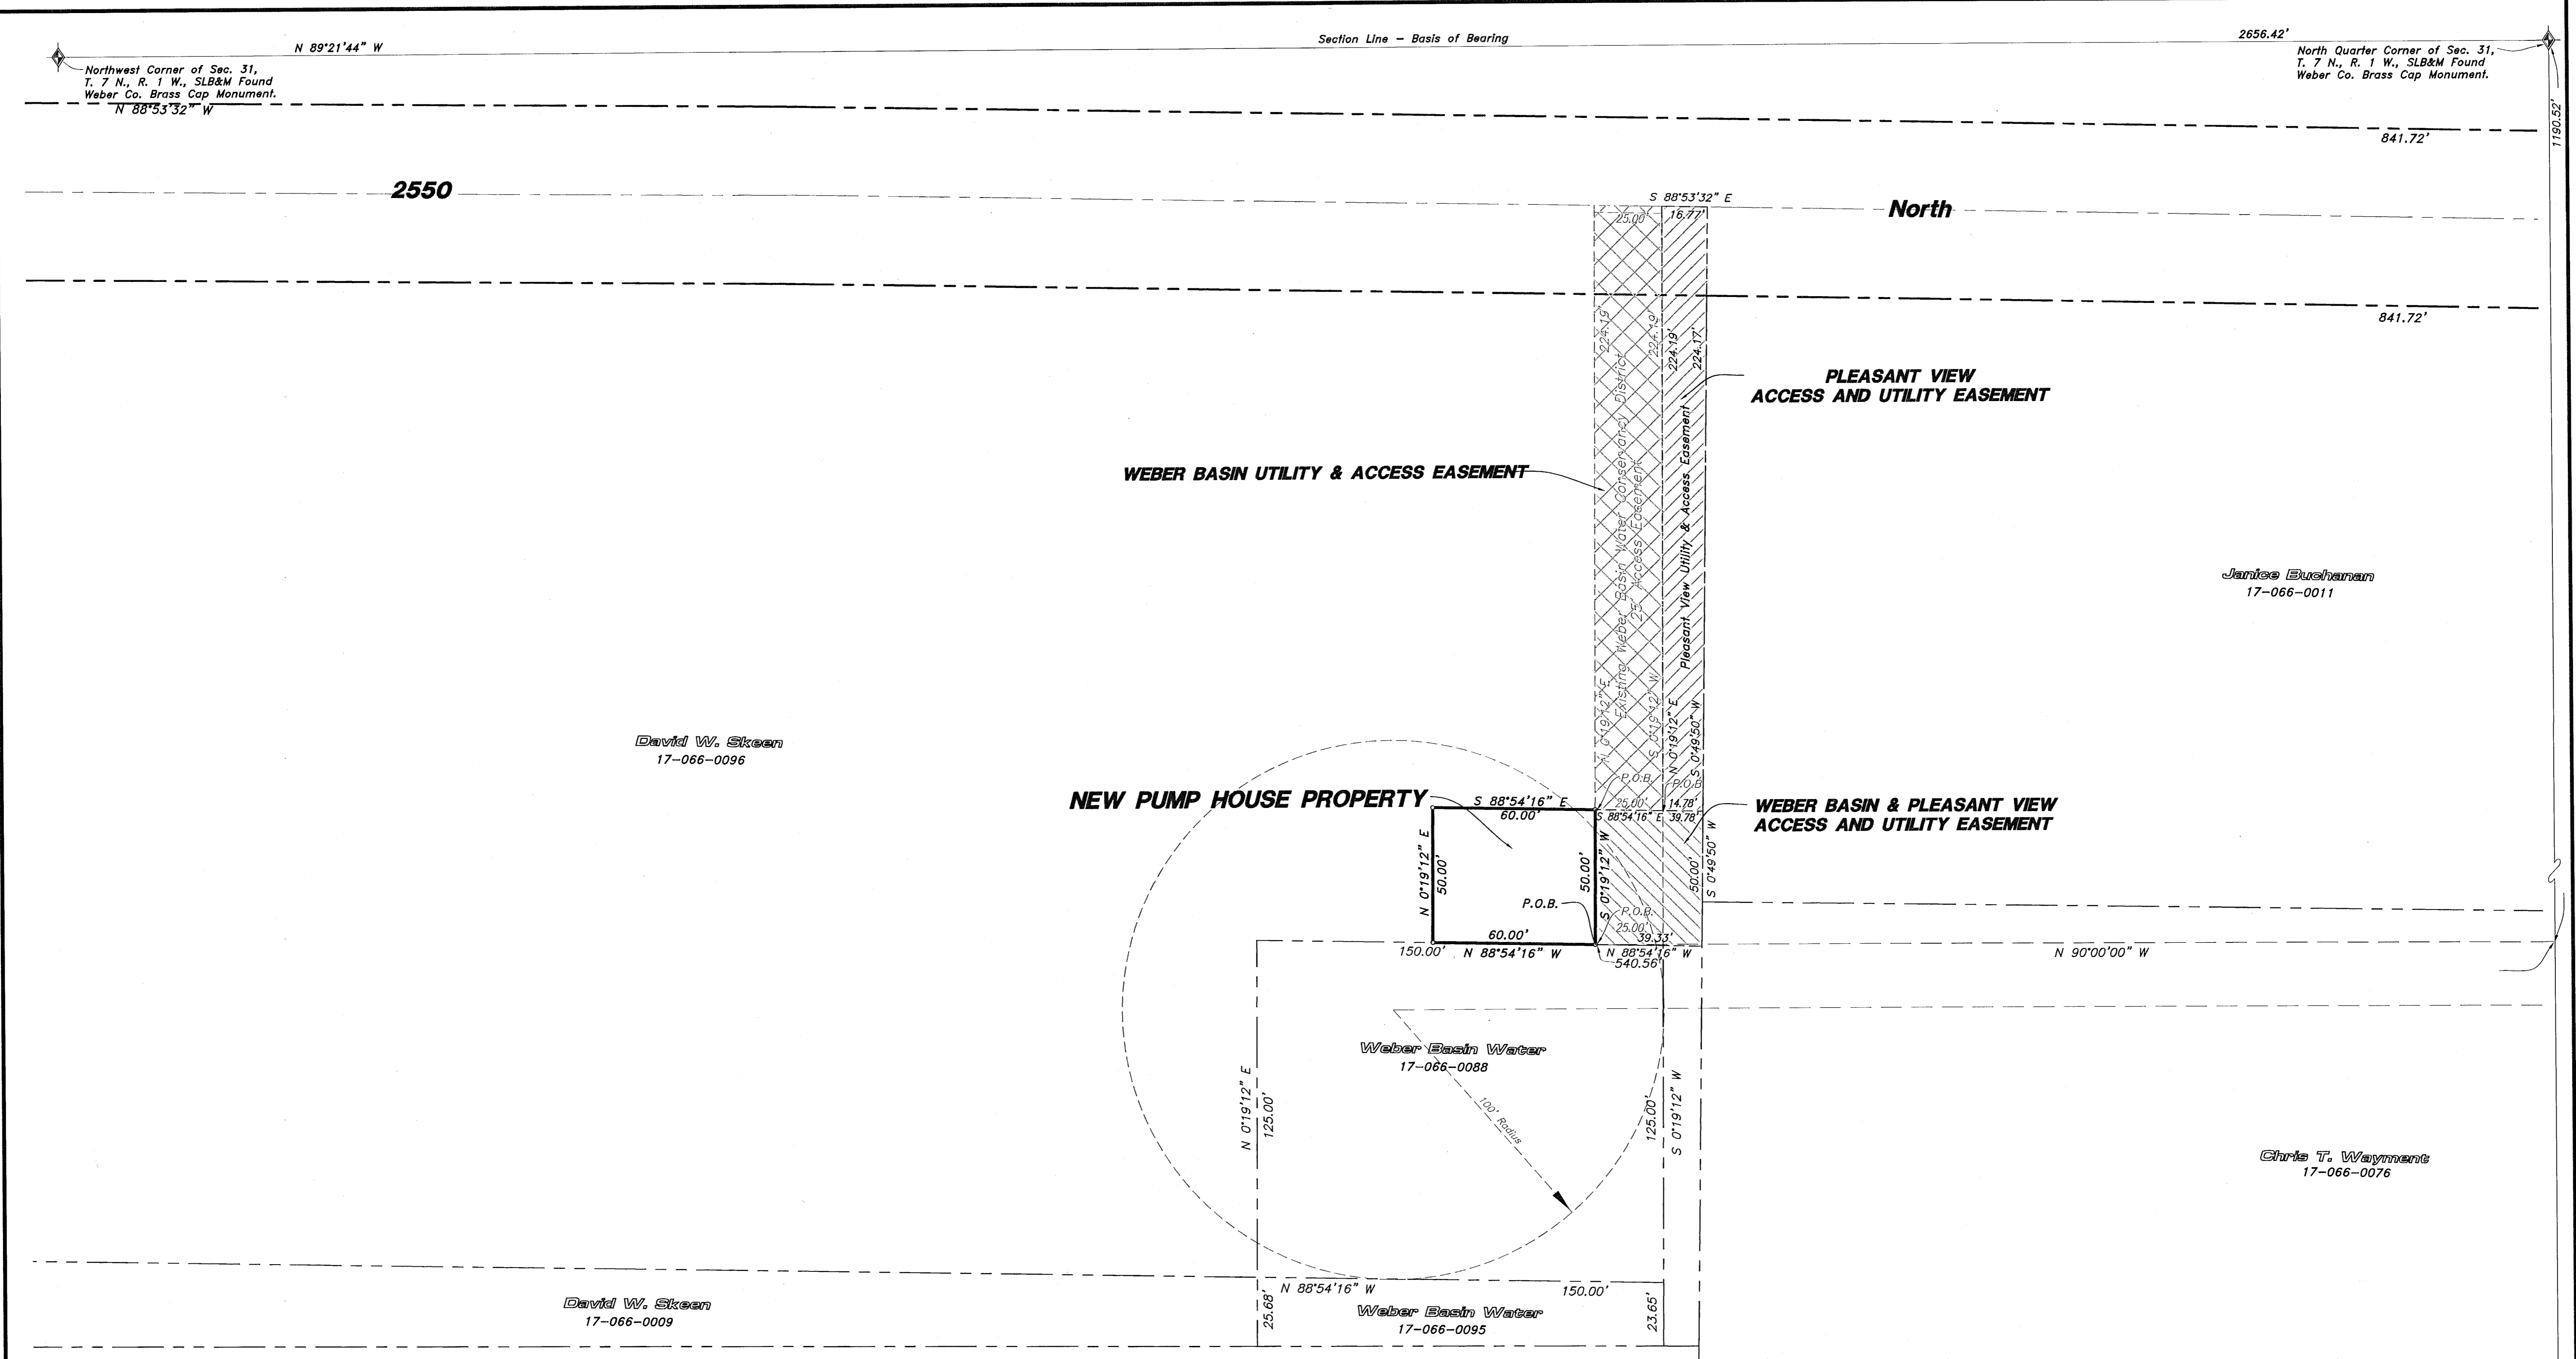 N 89°21'44" W
Section Line - Basis of Bearing
2656.42'
Northwest Corner of Sec. 31,
T. 7 N., R. 1 W., SLB&M Found
Weber Co. Brass Cap Monument.
North Quarter Corner of Sec. 31,
T. 7 N., R. 1 W., SLB&M Found
Weber Co. Brass Cap Monument.
N 88°53'32" W
841.72'
1190.52'
2550
North
S 88°53'32" E
25.00'
16.77'
841.72'
224.19'
224.19'
224.19'
224.17'
PLEASANT VIEW
ACCESS AND UTILITY EASEMENT
WEBER BASIN UTILITY & ACCESS EASEMENT
Existing Weber Basin Water Conservancy District
25' Access Easement
Pleasant View Utility & Access Easement
N 0°19'12" E
S 0°19'12" W
N 0°19'12" E
S 0°49'50" W
Janice Buchanan
17-066-0011
David W. Skeen
17-066-0096
NEW PUMP HOUSE PROPERTY
S 88°54'16" E
60.00'
P.O.B.
P.O.B.
25.00'
14.78'
S 88°54'16" E
39.78'
WEBER BASIN & PLEASANT VIEW
ACCESS AND UTILITY EASEMENT
N 0°19'12" E
50.00'
50.00'
S 0°19'12" W
50.00'
S 0°49'50" W
P.O.B.
P.O.B.
25.00'
60.00'
39.33'
150.00'
N 88°54'16" W
N 88°54'16" W
540.56'
N 90°00'00" W
Weber Basin Water
17-066-0088
100' Radius
N 0°19'12" E
125.00'
125.00'
S 0°19'12" W
Chris T. Wayment
17-066-0076
N 88°54'16" W
150.00'
David W. Skeen
17-066-0009
25.68'
Weber Basin Water
17-066-0095
23.65'